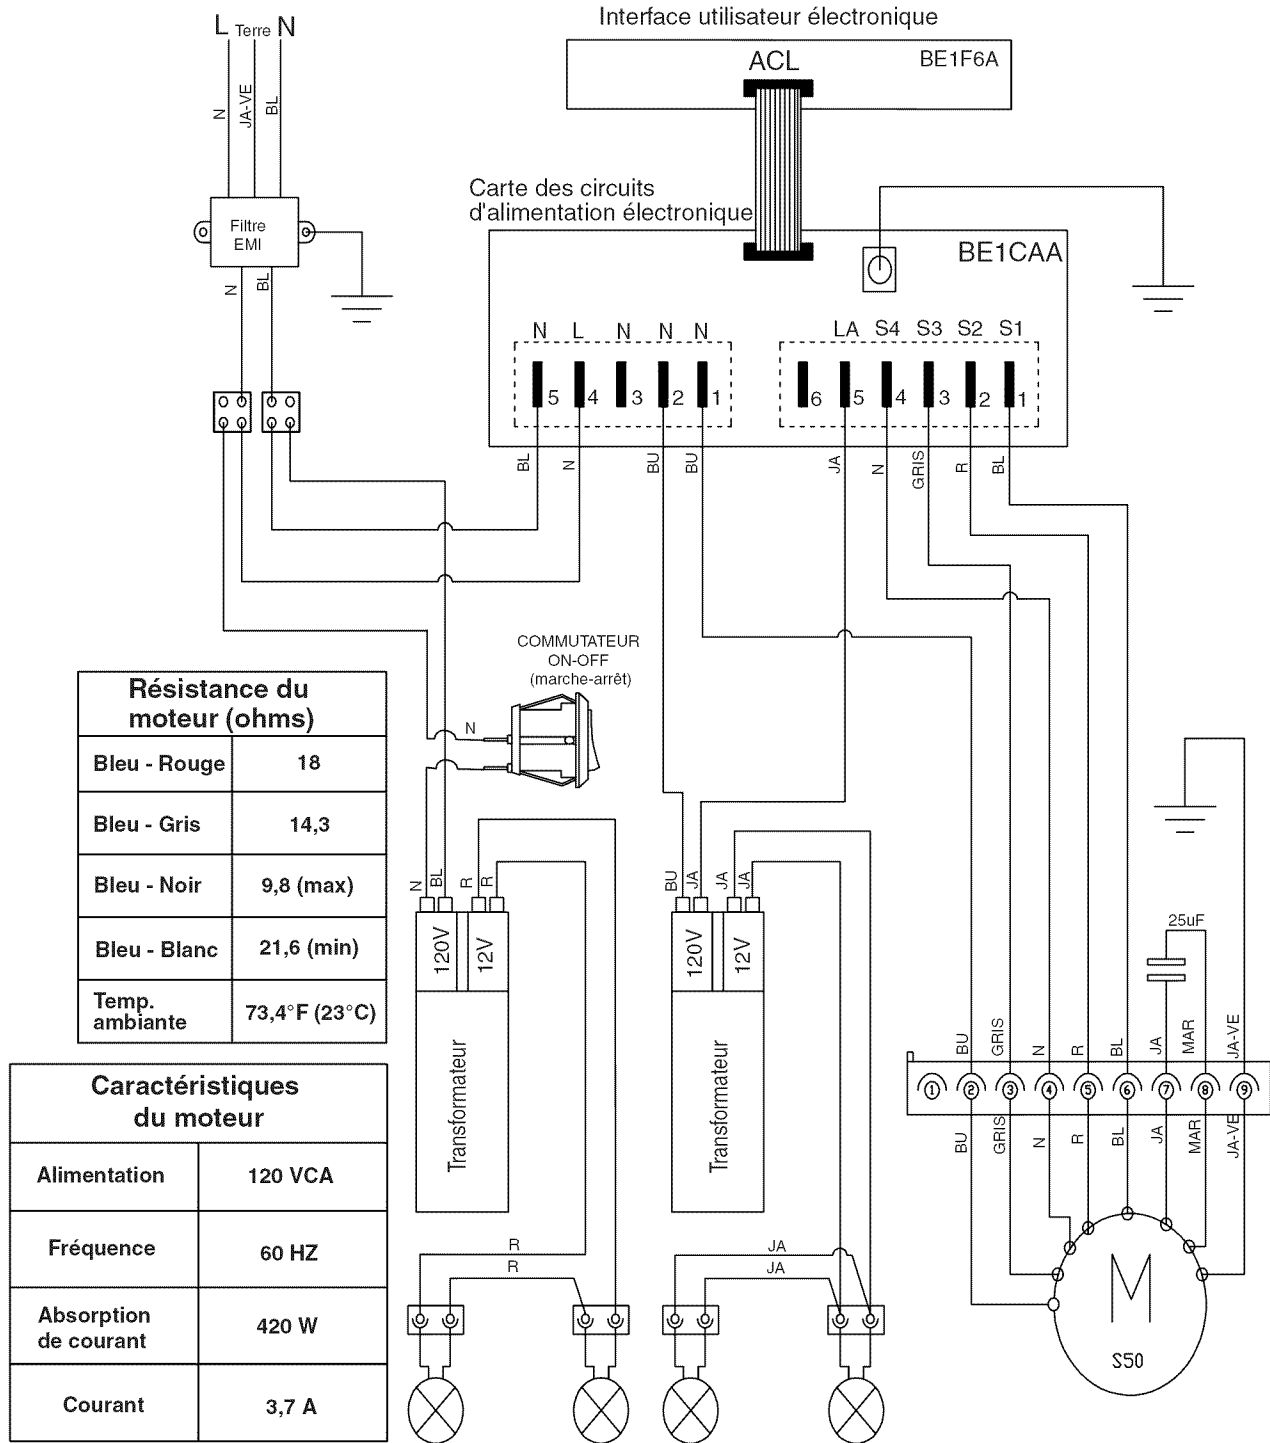 Interface utilisateur électronique
L Terre N
ACL
BE1F6A
N
JA-VE
BL
Carte des circuits
d'alimentation électronique
BE1CAA
Filtre
EMI
N
BL
N L N N N
5 4 3 2 1
LA S4 S3 S2 S1
6 5 4 3 2 1
BL
N
BU
BU
JA
N
GRIS
R
BL
COMMUTATEUR
ON-OFF
(marche-arrêt)
N
Résistance du
moteur (ohms)
Bleu - Rouge 18
Bleu - Gris 14,3
Bleu - Noir 9,8 (max)
Bleu - Blanc 21,6 (min)
Temp.
ambiante
73,4°F (23°C)
N
BL
R
R
120V
12V
Transformateur
BU
JA
JA
JA
120V
12V
Transformateur
25uF
BU
GRIS
N
R
BL
JA
MAR
JA-VE
1 2 3 4 5 6 7 8 9
BU
GRIS
N
R
BL
JA
MAR
JA-VE
Caractéristiques
du moteur
Alimentation 120 VCA
Fréquence 60 HZ
Absorption
de courant
420 W
Courant 3,7 A
R
R
JA
JA
M
S50